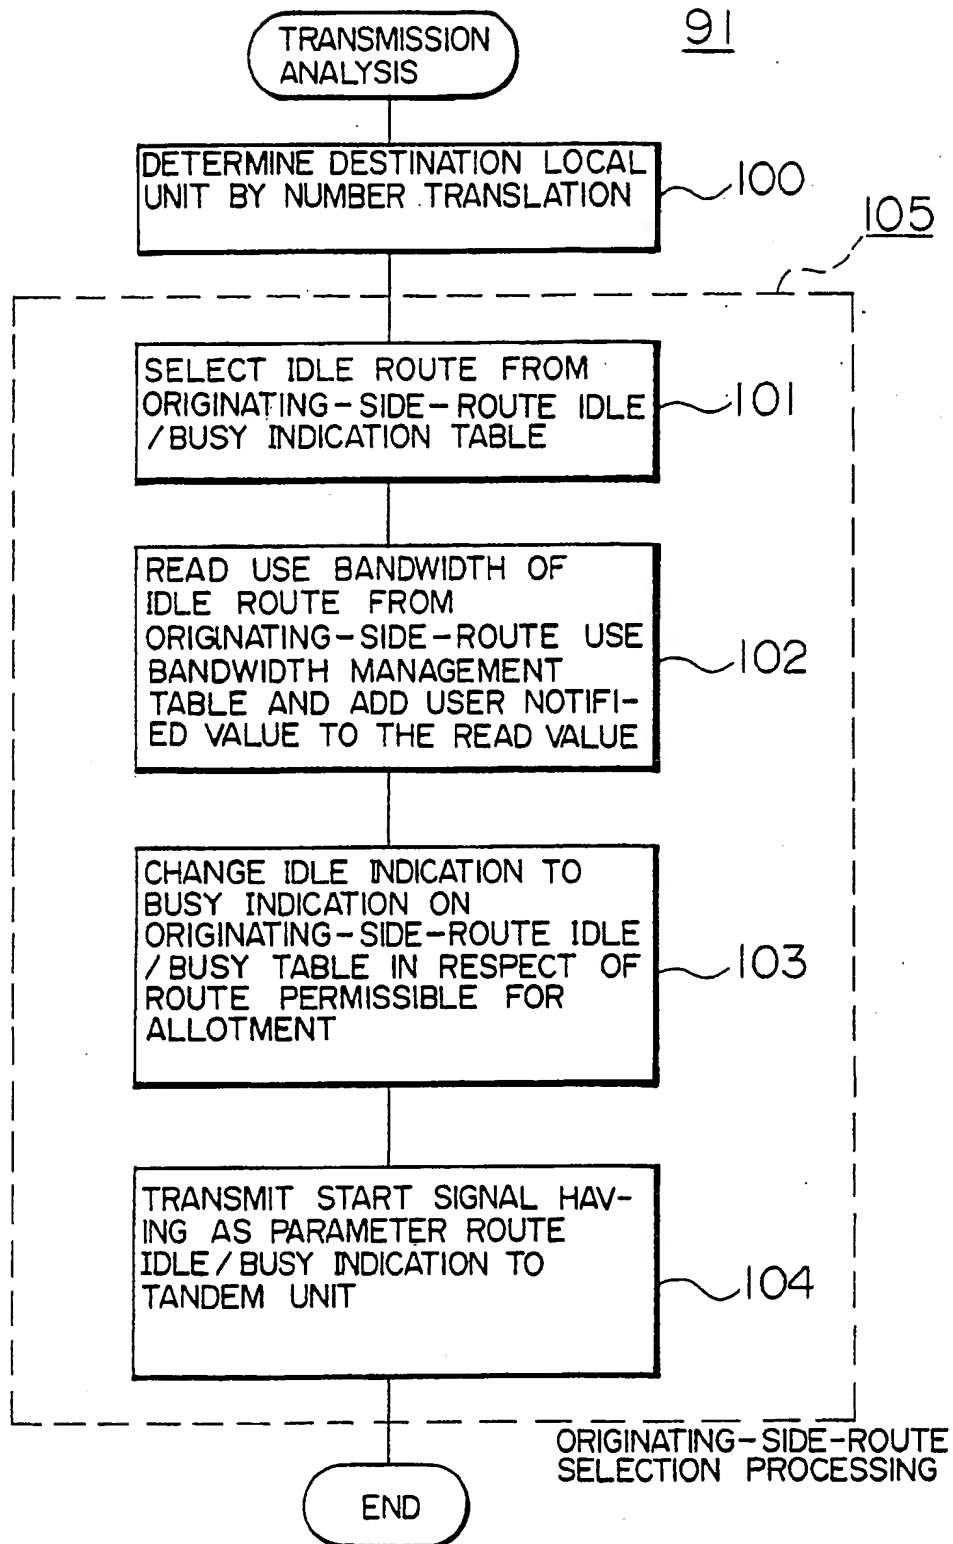 91
TRANSMISSION
ANALYSIS
DETERMINE DESTINATION LOCAL
UNIT BY NUMBER TRANSLATION
100
105
SELECT IDLE ROUTE FROM
ORIGINATING-SIDE-ROUTE IDLE
/BUSY INDICATION TABLE
101
READ USE BANDWIDTH OF
IDLE ROUTE FROM
ORIGINATING-SIDE-ROUTE USE
BANDWIDTH MANAGEMENT
TABLE AND ADD USER NOTIFI-
ED VALUE TO THE READ VALUE
102
CHANGE IDLE INDICATION TO
BUSY INDICATION ON
ORIGINATING-SIDE-ROUTE IDLE
/BUSY TABLE IN RESPECT OF
ROUTE PERMISSIBLE FOR
ALLOTMENT
103
TRANSMIT START SIGNAL HAV-
ING AS PARAMETER ROUTE
IDLE/BUSY INDICATION TO
TANDEM UNIT
104
ORIGINATING-SIDE-ROUTE
SELECTION PROCESSING
END